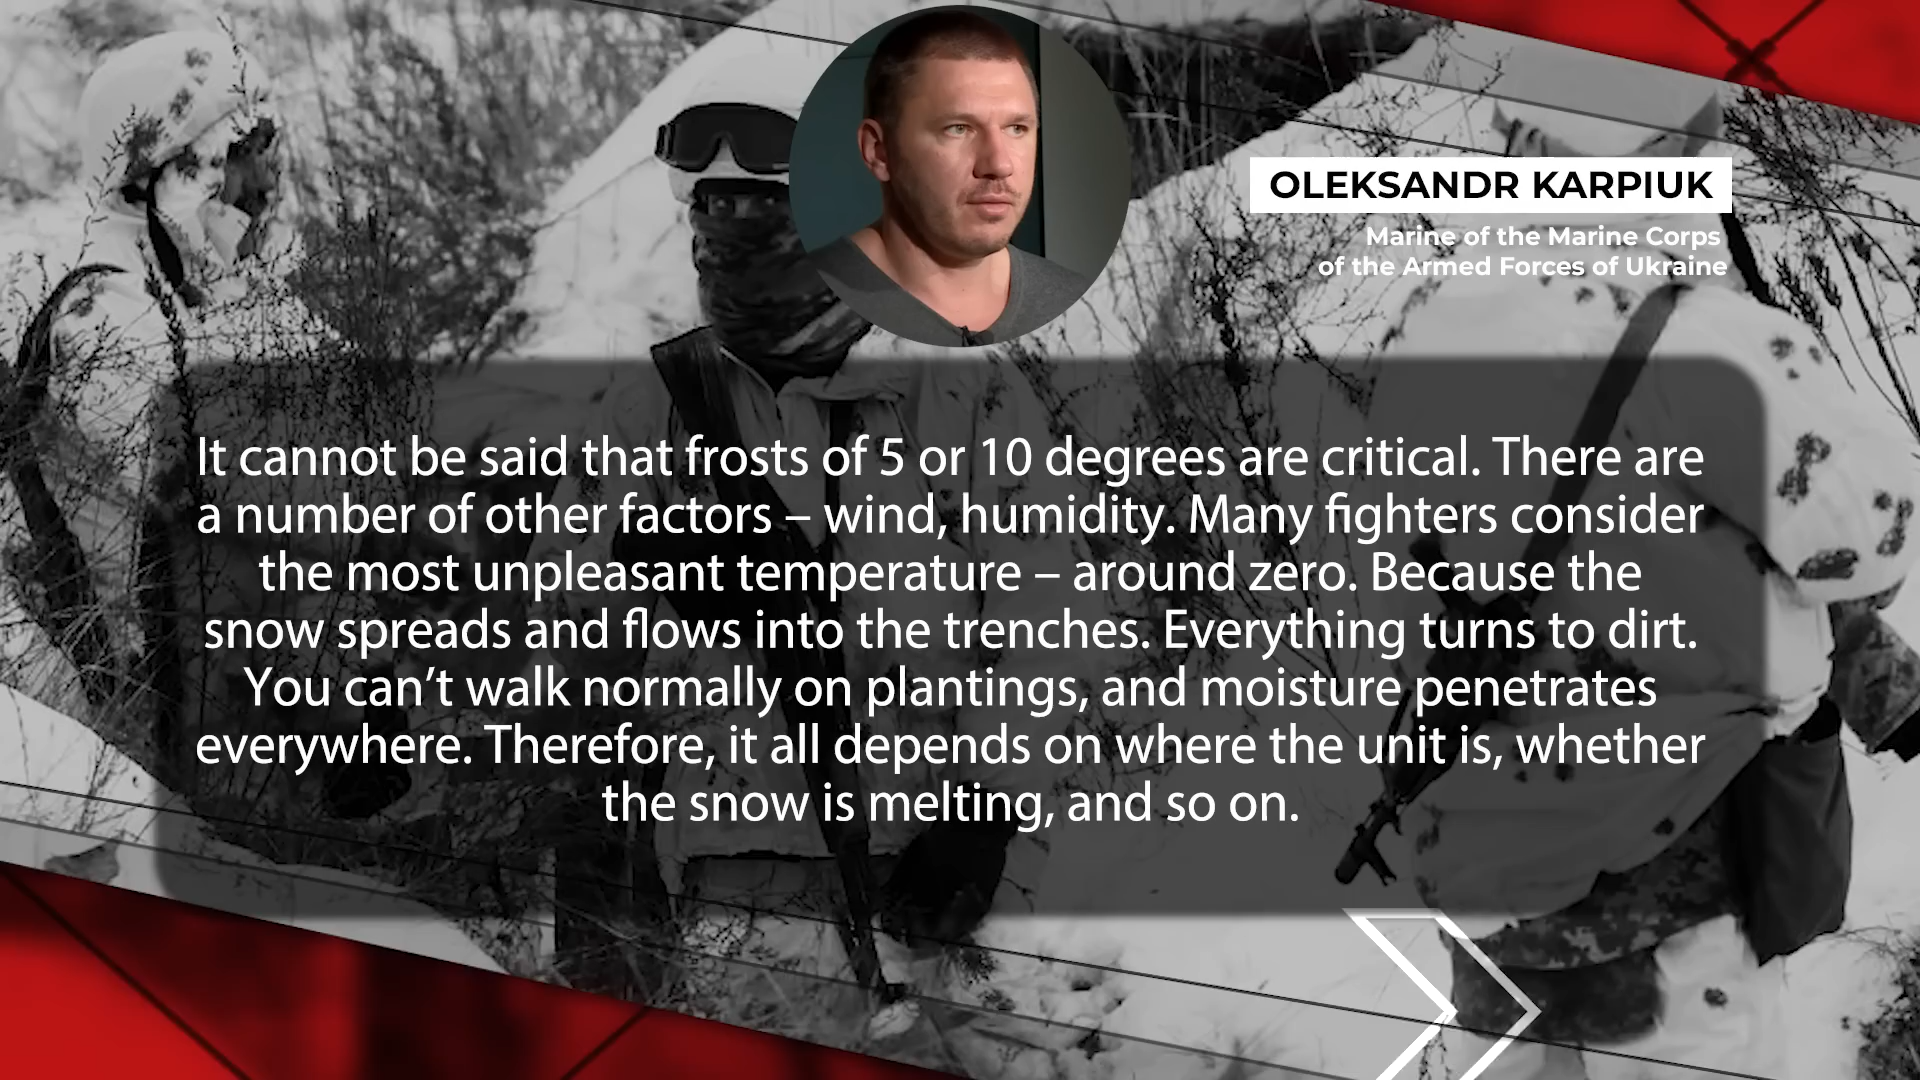 OLEKSANDR KARPIUK
Marine of the Marine Corps
of the Armed Forces of Ukraine
It cannot be said that frosts of 5 or 10 degrees are critical. There are
a number of other factors – wind, humidity. Many fighters consider
the most unpleasant temperature – around zero. Because the
snow spreads and flows into the trenches. Everything turns to dirt.
You can’t walk normally on plantings, and moisture penetrates
everywhere. Therefore, it all depends on where the unit is, whether
the snow is melting, and so on.